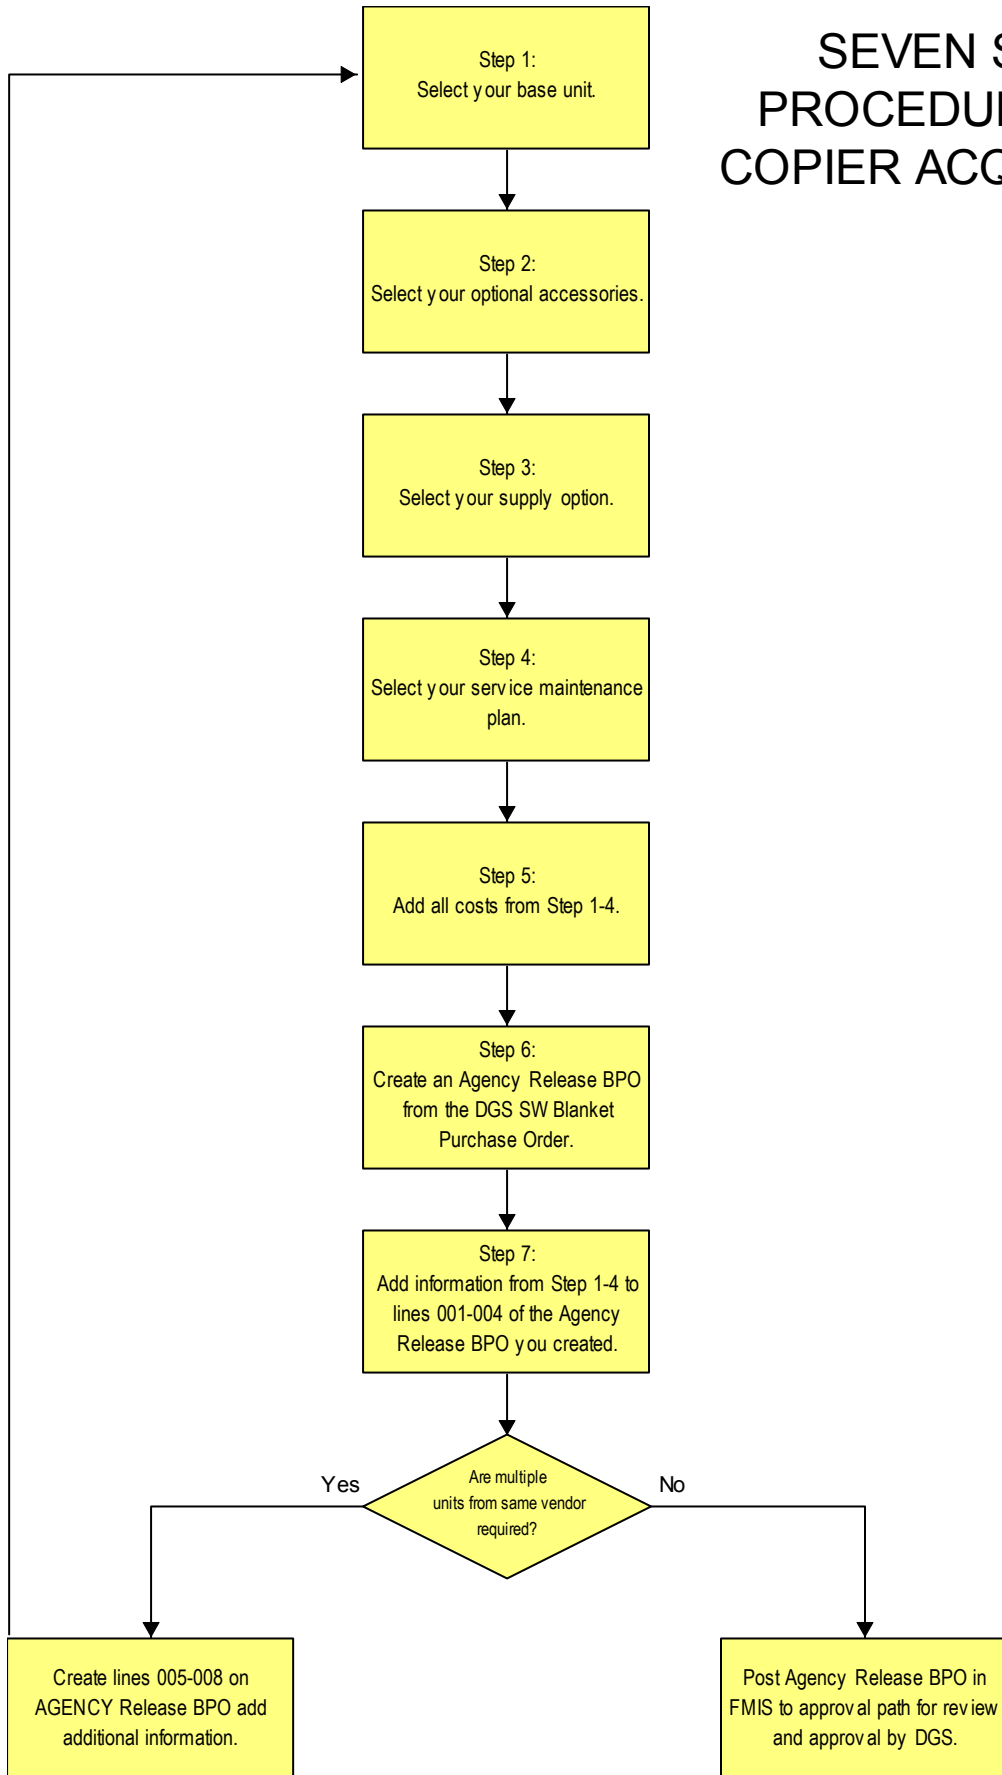 SEVEN
PROCEDU
COPIER ACQ
Step 1:
Select your base unit.
Step 2:
Select your optional accessories.
Step 3:
Select your supply option.
Step 4:
Select your service maintenance
plan.
Step 5:
Add all costs from Step 1-4.
Step 6:
Create an Agency Release BPO
from the DGS SW Blanket
Purchase Order.
Step 7:
Add information from Step 1-4 to
lines 001-004 of the Agency
Release BPO you created.
Are multiple
units from same vendor
required?
Yes
No
Create lines 005-008 on
AGENCY Release BPO add
additional information.
Post Agency Release BPO in
FMIS to approval path for review
and approval by DGS.